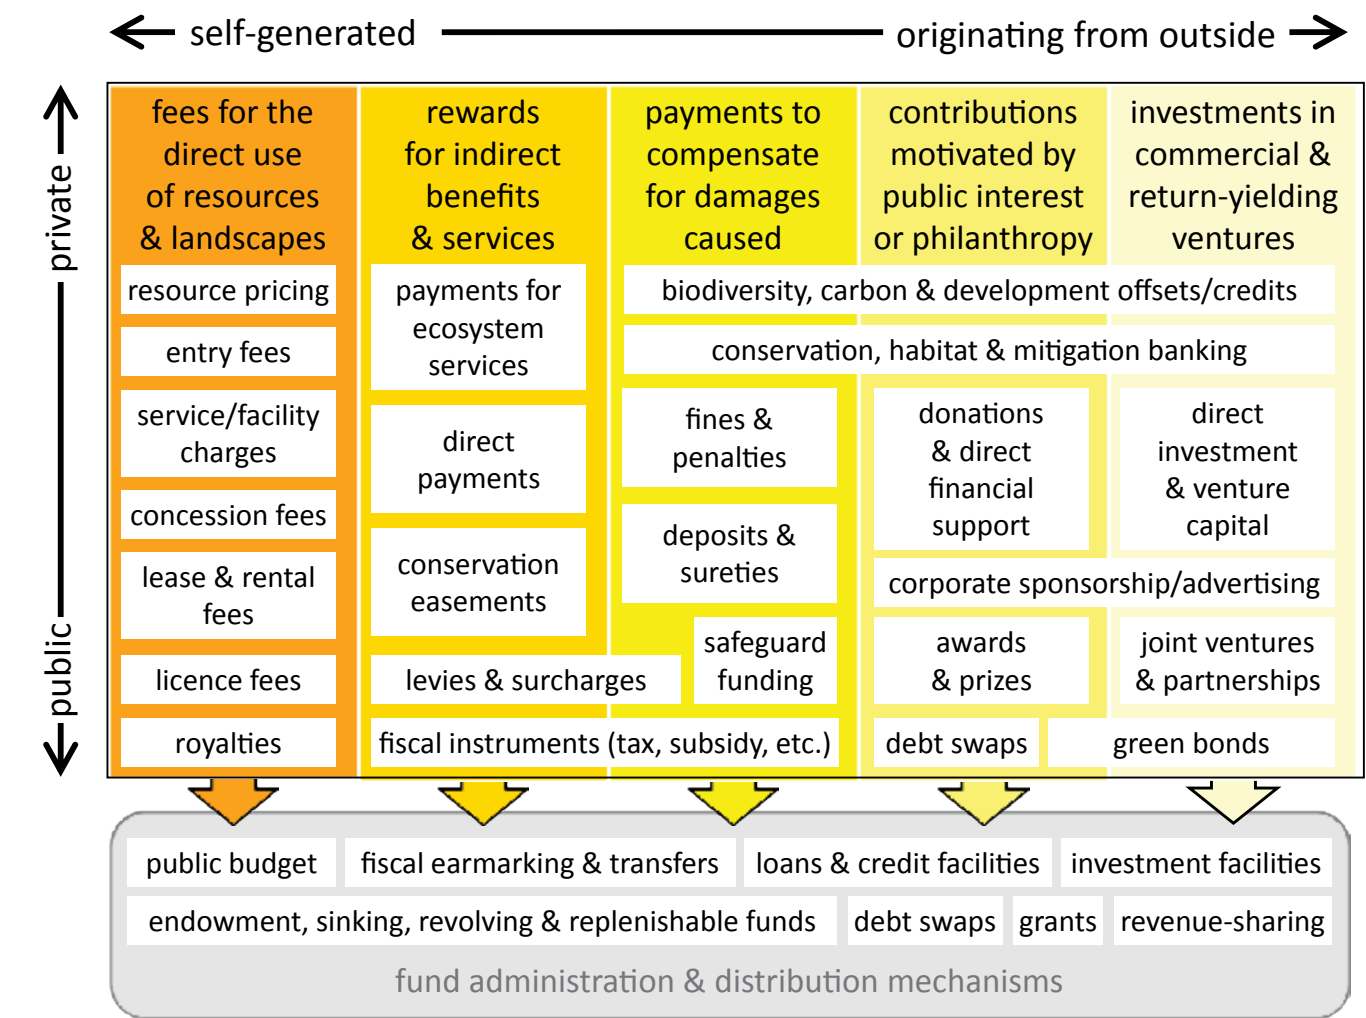 self-generated
originating from outside
private
public
fees for the
direct use
of resources
& landscapes
rewards
for indirect
benefits
& services
payments to
compensate
for damages
caused
contributions
motivated by
public interest
or philanthropy
investments in
commercial &
return-yielding
ventures
resource pricing
entry fees
service/facility
charges
concession fees
lease & rental
fees
licence fees
royalties
payments for
ecosystem
services
direct
payments
conservation
easements
levies & surcharges
fiscal instruments (tax, subsidy, etc.)
biodiversity, carbon & development offsets/credits
conservation, habitat & mitigation banking
fines &
penalties
deposits &
sureties
safeguard
funding
donations
& direct
financial
support
direct
investment
& venture
capital
corporate sponsorship/advertising
awards
& prizes
joint ventures
& partnerships
debt swaps
green bonds
public budget
fiscal earmarking & transfers
loans & credit facilities
investment facilities
endowment, sinking, revolving & replenishable funds
debt swaps
grants
revenue-sharing
fund administration & distribution mechanisms